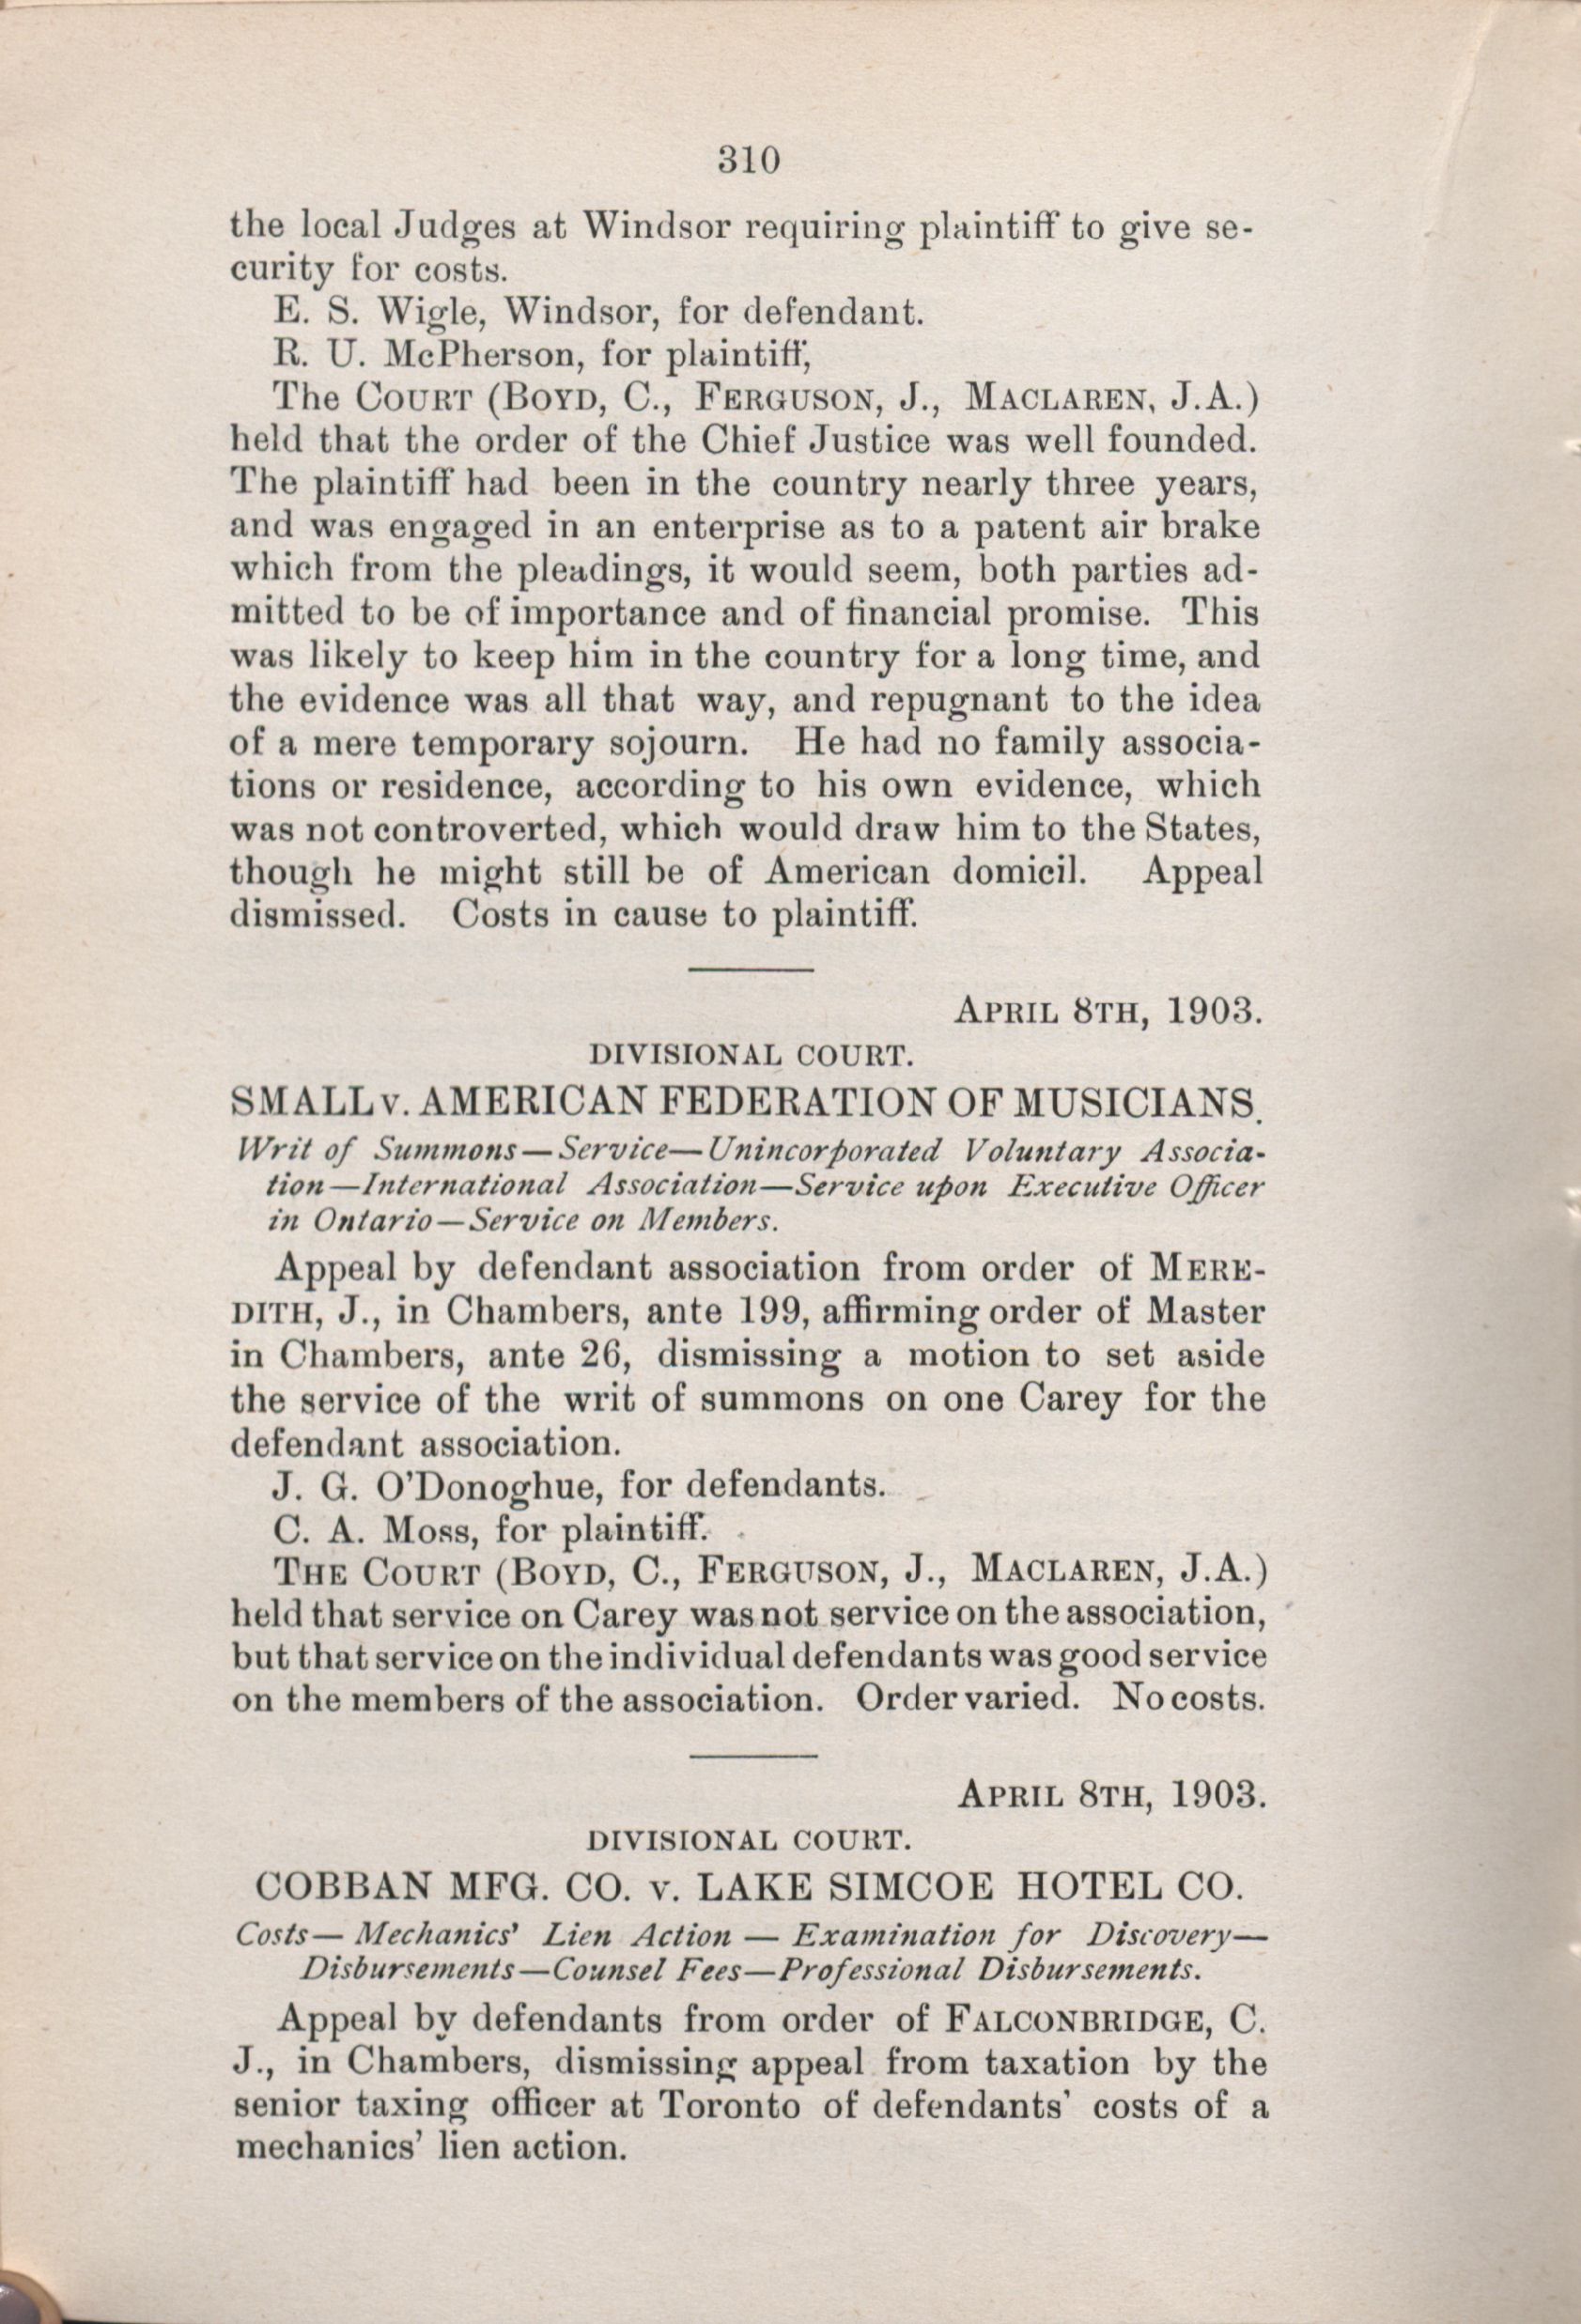 310
the local Judges at Windsor requiring plaintiff to give se-
curity for costs.
E. S. Wigle, Windsor, for defendant.
R. U. McPherson, for plaintiff,
The COURT (BOYD, C., FERGUSON, J., MACLAREN, J.A.)
held that the order of the Chief Justice was well founded.
The plaintiff had been in the country nearly three years,
and was engaged in an enterprise as to a patent air brake
which from the pleadings, it would seem, both parties ad-
mitted to be of importance and of financial promise. This
was likely to keep him in the country for a long time, and
the evidence was all that way, and repugnant to the idea
of a mere temporary sojourn. He had no family associa-
tions or residence, according to his own evidence, which
was not controverted, which would draw him to the States,
though he might still be of American domicil. Appeal
dismissed. Costs in cause to plaintiff.
APRIL 8TH, 1903.
DIVISIONAL COURT.
SMALL v. AMERICAN FEDERATION OF MUSICIANS.
Writ of Summons—Service—Unincorporated Voluntary Associa-
tion—International Association—Service upon Executive Officer
in Ontario—Service on Members.
Appeal by defendant association from order of MERE-
DITH, J., in Chambers, ante 199, affirming order of Master
in Chambers, ante 26, dismissing a motion to set aside
the service of the writ of summons on one Carey for the
defendant association.
J. G. O'Donoghue, for defendants.
C. A. Moss, for plaintiff.
THE COURT (BOYD, C., FERGUSON, J., MACLAREN, J.A.)
held that service on Carey was not service on the association,
but that service on the individual defendants was good service
on the members of the association. Order varied. No costs.
APRIL 8TH, 1903.
DIVISIONAL COURT.
COBBAN MFG. CO. v. LAKE SIMCOE HOTEL CO.
Costs— Mechanics' Lien Action — Examination for Discovery—
Disbursements—Counsel Fees—Professional Disbursements.
Appeal by defendants from order of FALCONBRIDGE, C.
J., in Chambers, dismissing appeal from taxation by the
senior taxing officer at Toronto of defendants' costs of a
mechanics' lien action.